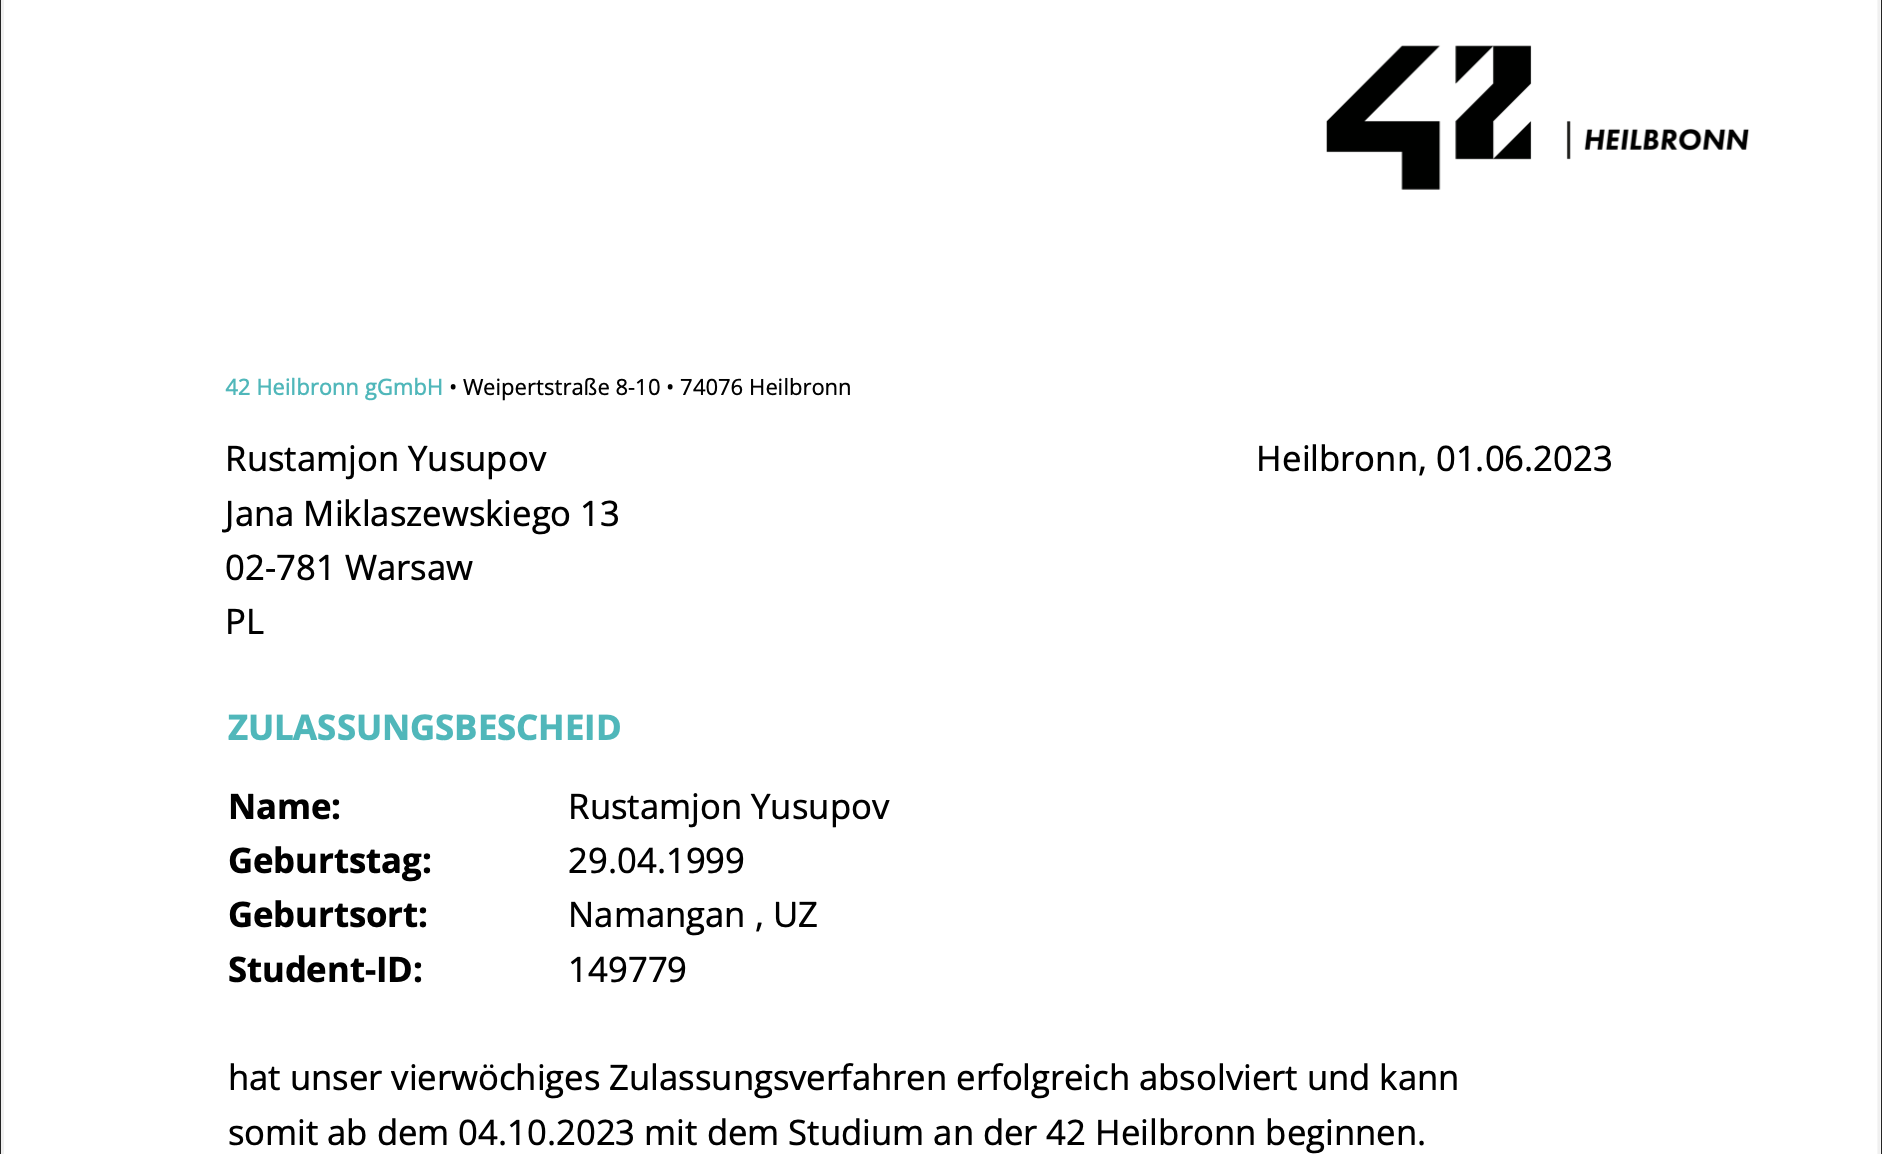 42 | HEILBRONN
42 Heilbronn gGmbH • Weipertstraße 8-10 • 74076 Heilbronn
Rustamjon Yusupov
Heilbronn, 01.06.2023
Jana Miklaszewskiego 13
02-781 Warsaw
PL
ZULASSUNGSBESCHEID
Name: Rustamjon Yusupov
Geburtstag: 29.04.1999
Geburtsort: Namangan , UZ
Student-ID: 149779
hat unser vierwöchiges Zulassungsverfahren erfolgreich absolviert und kann
somit ab dem 04.10.2023 mit dem Studium an der 42 Heilbronn beginnen.